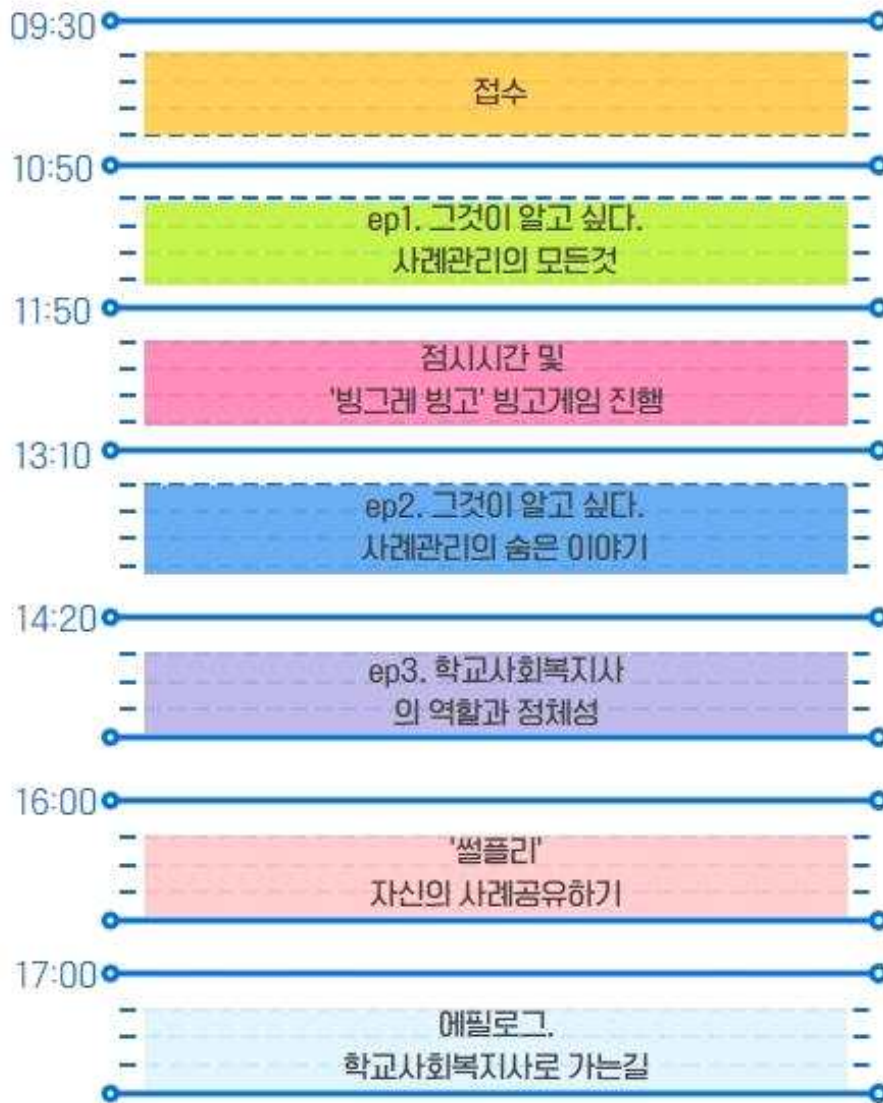 09:30
접수
10:50
ep1. 그것이 알고 싶다.
사례관리의 모든것
11:50
점시시간 및
'빙그레 빙고' 빙고게임 진행
13:10
ep2. 그것이 알고 싶다.
사례관리의 숨은 이야기
14:20
ep3. 학교사회복지사
의 역할과 정체성
16:00
'썰플리'
자신의 사례공유하기
17:00
에필로그.
학교사회복지사로 가는길